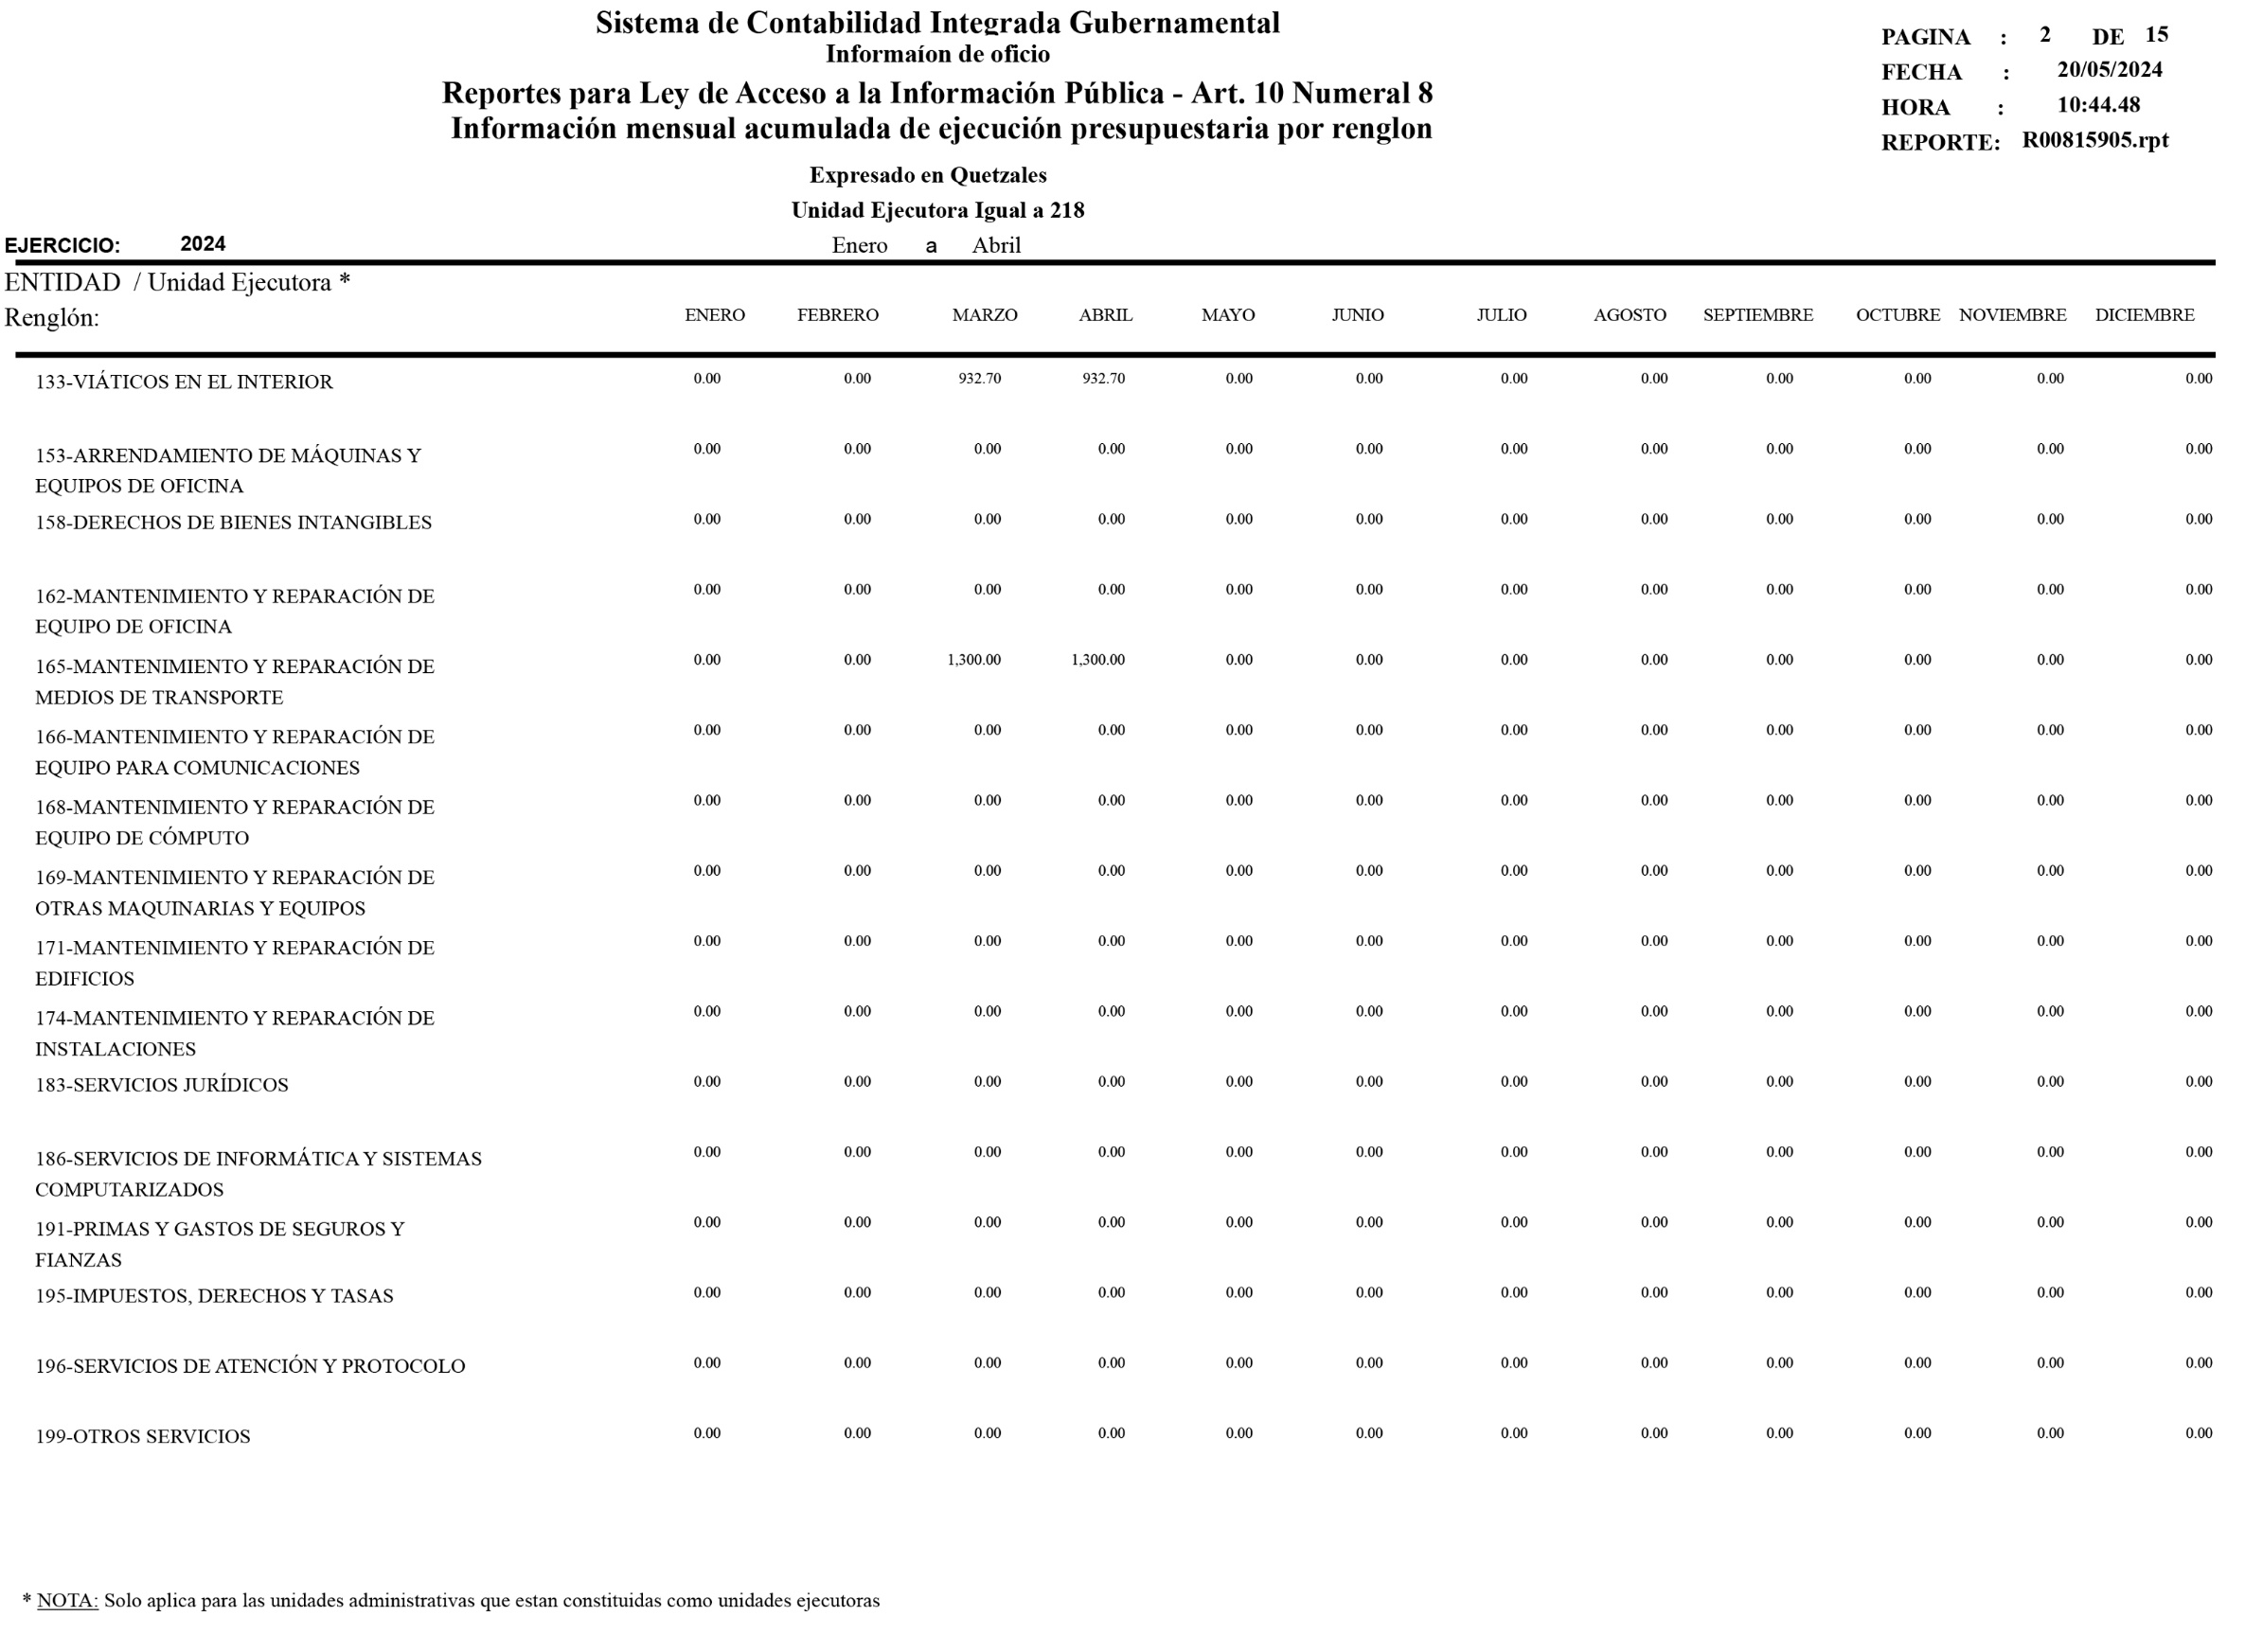 Sistema de Contabilidad Integrada Gubernamental
Informaíon de oficio
Reportes para Ley de Acceso a la Información Pública - Art. 10 Numeral 8
Información mensual acumulada de ejecución presupuestaria por renglon
Expresado en Quetzales
Unidad Ejecutora Igual a 218
PAGINA : 2 DE 15
FECHA : 20/05/2024
HORA : 10:44.48
REPORTE: R00815905.rpt
EJERCICIO: 2024 Enero a Abril
ENTIDAD / Unidad Ejecutora *
Renglón: ENERO FEBRERO MARZO ABRIL MAYO JUNIO JULIO AGOSTO SEPTIEMBRE OCTUBRE NOVIEMBRE DICIEMBRE
133-VIÁTICOS EN EL INTERIOR 0.00 0.00 932.70 932.70 0.00 0.00 0.00 0.00 0.00 0.00 0.00 0.00
153-ARRENDAMIENTO DE MÁQUINAS Y 0.00 0.00 0.00 0.00 0.00 0.00 0.00 0.00 0.00 0.00 0.00 0.00
EQUIPOS DE OFICINA
158-DERECHOS DE BIENES INTANGIBLES 0.00 0.00 0.00 0.00 0.00 0.00 0.00 0.00 0.00 0.00 0.00 0.00
162-MANTENIMIENTO Y REPARACIÓN DE 0.00 0.00 0.00 0.00 0.00 0.00 0.00 0.00 0.00 0.00 0.00 0.00
EQUIPO DE OFICINA
165-MANTENIMIENTO Y REPARACIÓN DE 0.00 0.00 1,300.00 1,300.00 0.00 0.00 0.00 0.00 0.00 0.00 0.00 0.00
MEDIOS DE TRANSPORTE
166-MANTENIMIENTO Y REPARACIÓN DE 0.00 0.00 0.00 0.00 0.00 0.00 0.00 0.00 0.00 0.00 0.00 0.00
EQUIPO PARA COMUNICACIONES
168-MANTENIMIENTO Y REPARACIÓN DE 0.00 0.00 0.00 0.00 0.00 0.00 0.00 0.00 0.00 0.00 0.00 0.00
EQUIPO DE CÓMPUTO
169-MANTENIMIENTO Y REPARACIÓN DE 0.00 0.00 0.00 0.00 0.00 0.00 0.00 0.00 0.00 0.00 0.00 0.00
OTRAS MAQUINARIAS Y EQUIPOS
171-MANTENIMIENTO Y REPARACIÓN DE 0.00 0.00 0.00 0.00 0.00 0.00 0.00 0.00 0.00 0.00 0.00 0.00
EDIFICIOS
174-MANTENIMIENTO Y REPARACIÓN DE 0.00 0.00 0.00 0.00 0.00 0.00 0.00 0.00 0.00 0.00 0.00 0.00
INSTALACIONES
183-SERVICIOS JURÍDICOS 0.00 0.00 0.00 0.00 0.00 0.00 0.00 0.00 0.00 0.00 0.00 0.00
186-SERVICIOS DE INFORMÁTICA Y SISTEMAS 0.00 0.00 0.00 0.00 0.00 0.00 0.00 0.00 0.00 0.00 0.00 0.00
COMPUTARIZADOS
191-PRIMAS Y GASTOS DE SEGUROS Y 0.00 0.00 0.00 0.00 0.00 0.00 0.00 0.00 0.00 0.00 0.00 0.00
FIANZAS
195-IMPUESTOS, DERECHOS Y TASAS 0.00 0.00 0.00 0.00 0.00 0.00 0.00 0.00 0.00 0.00 0.00 0.00
196-SERVICIOS DE ATENCIÓN Y PROTOCOLO 0.00 0.00 0.00 0.00 0.00 0.00 0.00 0.00 0.00 0.00 0.00 0.00
199-OTROS SERVICIOS 0.00 0.00 0.00 0.00 0.00 0.00 0.00 0.00 0.00 0.00 0.00 0.00
* NOTA: Solo aplica para las unidades administrativas que estan constituidas como unidades ejecutoras